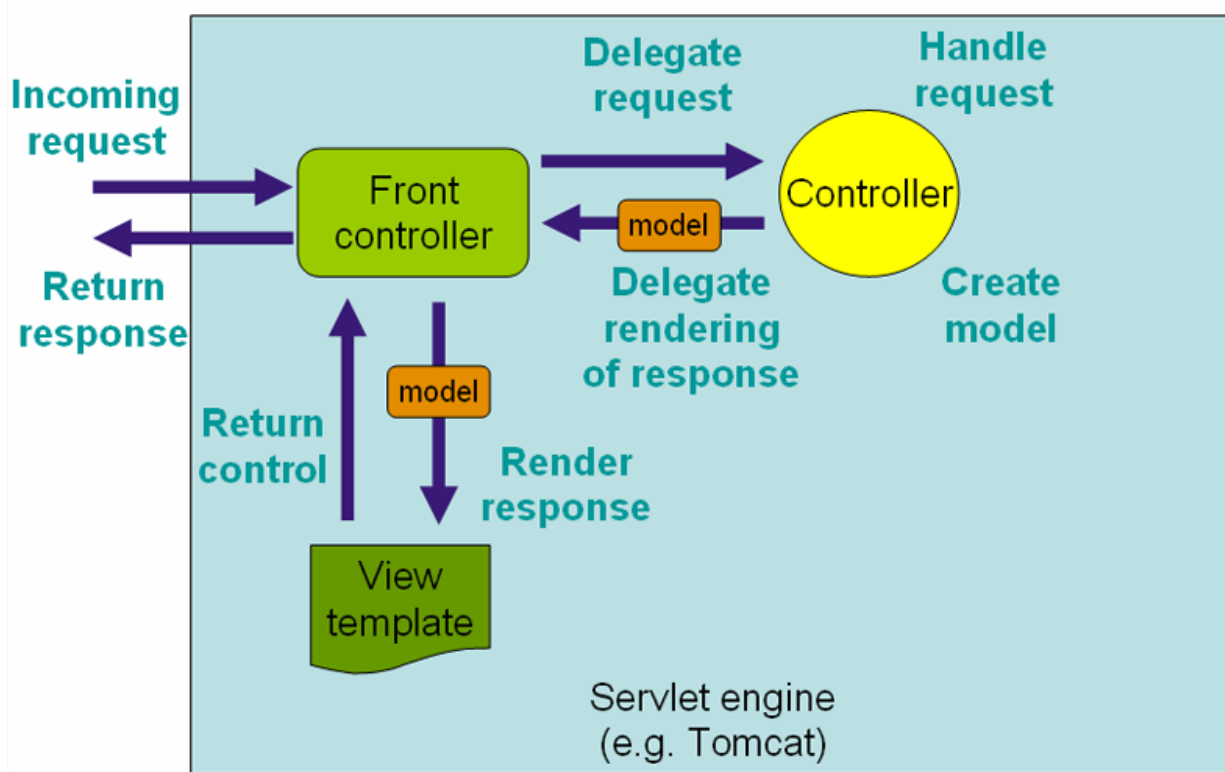 Incoming
request
Return
response
Front
controller
Delegate
request
Handle
request
Controller
model
Delegate
rendering
of response
Create
model
Return
control
model
Render
response
View
template
Servlet engine
(e.g. Tomcat)